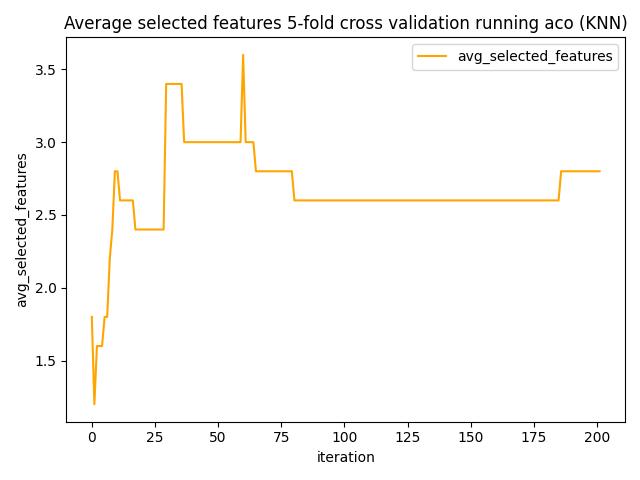 Average selected features 5-fold cross validation running aco (KNN)
avg_selected_features
3.5
3.0
2.5
2.0
1.5
avg_selected_features
0 25 50 75 100 125 150 175 200
iteration